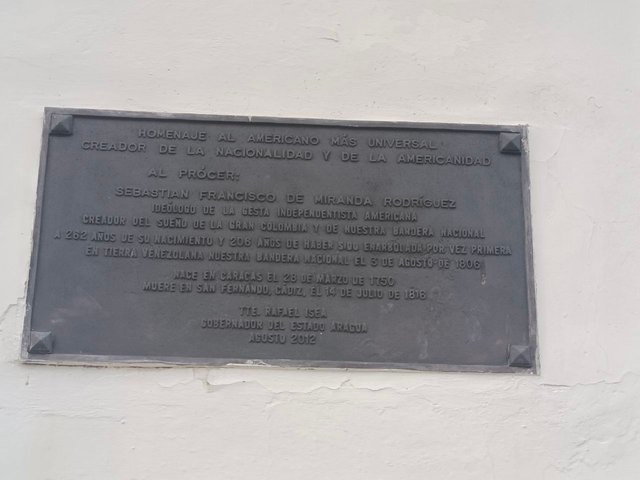 HOMENAJE AL AMERICANO MÁS UNIVERSAL,
CREADOR DE LA NACIONALIDAD Y DE LA AMERICANIDAD
AL PRÓCER:
SEBASTIAN FRANCISCO DE MIRANDA RODRÍGUEZ
IDEÓLOGO DE LA GESTA INDEPENDENTISTA AMERICANA
CREADOR DEL SUEÑO DE LA GRAN COLOMBIA Y DE NUESTRA BANDERA NACIONAL
A 262 AÑOS DE SU NACIMIENTO Y 206 AÑOS DE HABER SIDO ENARBOLADA POR VEZ PRIMERA
EN TIERRA VENEZOLANA NUESTRA BANDERA NACIONAL EL 3 DE AGOSTO DE 1806
NACE EN CARACAS EL 28 DE MARZO DE 1750
MUERE EN SAN FERNANDO, CÁDIZ, EL 14 DE JULIO DE 1816
TTE. RAFAEL ISEA
GOBERNADOR DEL ESTADO ARAGUA
AGOSTO 2012